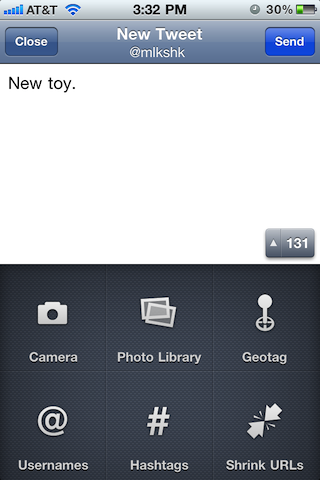 AT&T 3:32 PM 30%
Close New Tweet Send
@mlkshk
New toy.
131
Camera Photo Library Geotag
@ #
Usernames Hashtags Shrink URLs